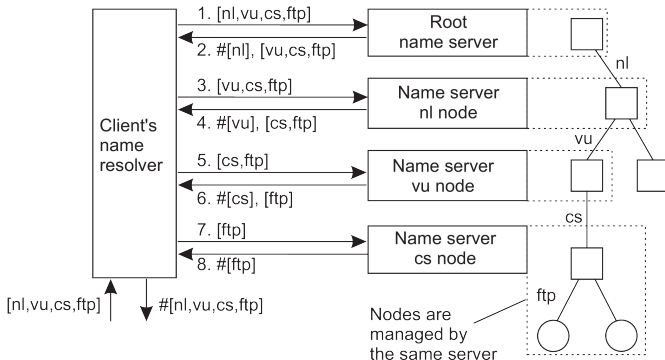 1. [nl,vu,cs,ftp]
2. #[nl], [vu,cs,ftp]
Root
name server
nl
3. [vu,cs,ftp]
4. #[vu], [cs,ftp]
Name server
nl node
vu
Client's
name
resolver
5. [cs,ftp]
6. #[cs], [ftp]
Name server
vu node
cs
7. [ftp]
8. #[ftp]
Name server
cs node
ftp
[nl,vu,cs,ftp]
#[nl,vu,cs,ftp]
Nodes are
managed by
the same server